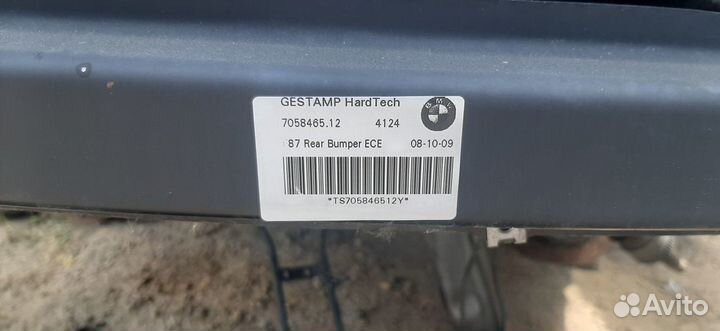 GESTAMP HardTech
BMW
7058465.12 4124
87 Rear Bumper ECE 08-10-09
*TS705846512Y*
Avito